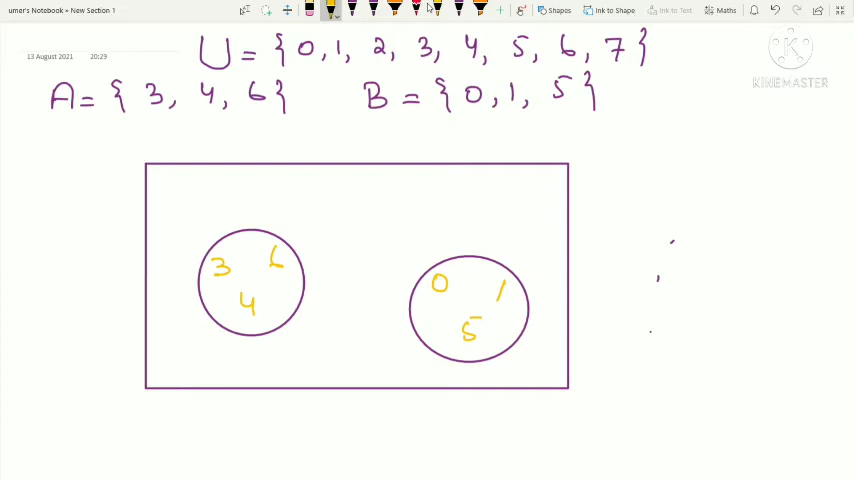 umer's Notebook » New Section 1
Shapes
Ink to Shape
Ink to Text
Maths
U = {0, 1, 2, 3, 4, 5, 6, 7}
13 August 2021 20:29
K
KINEMASTER
A = {3, 4, 6} B = {0, 1, 5}
3 6
4
0 1
5